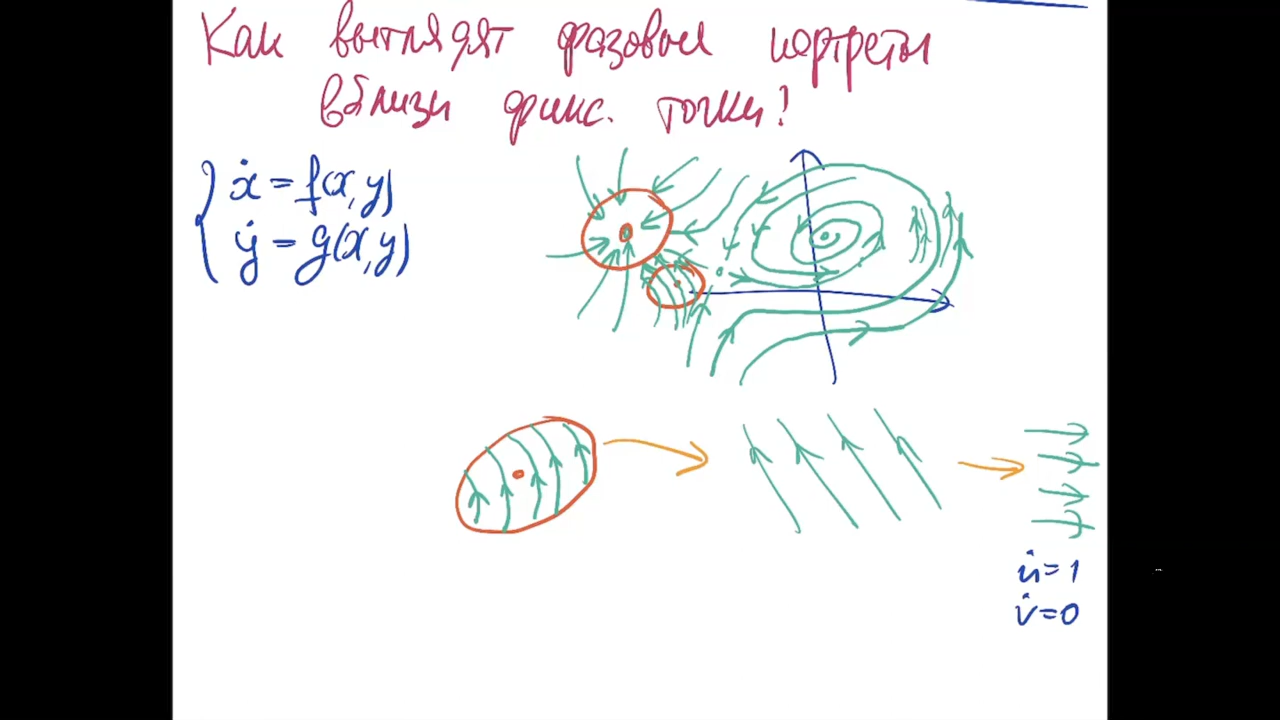 Как выглядят фазовые портреты
вблизи фикс. точки?
ẋ = f(x, y)
ẏ = g(x, y)
u̇ = 1
v̇ = 0